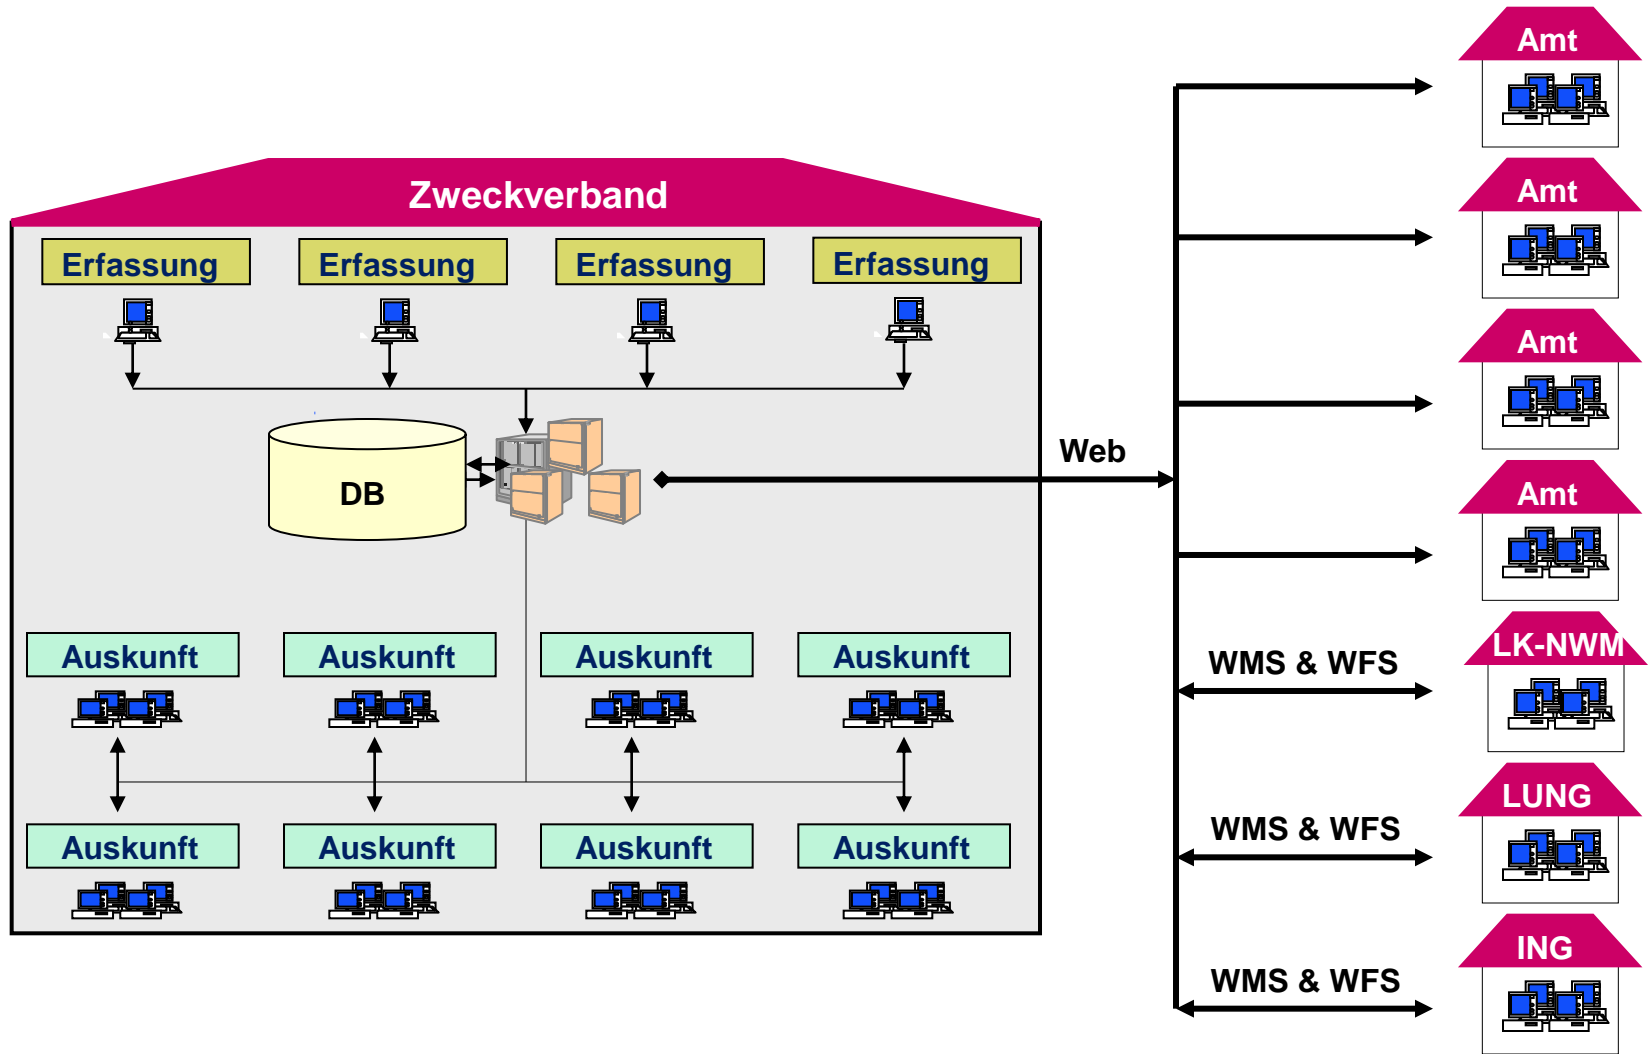 Zweckverband
Erfassung
Erfassung
Erfassung
Erfassung
DB
Auskunft
Auskunft
Auskunft
Auskunft
Auskunft
Auskunft
Auskunft
Auskunft
Web
Amt
Amt
Amt
Amt
WMS & WFS
LK-NWM
WMS & WFS
LUNG
WMS & WFS
ING